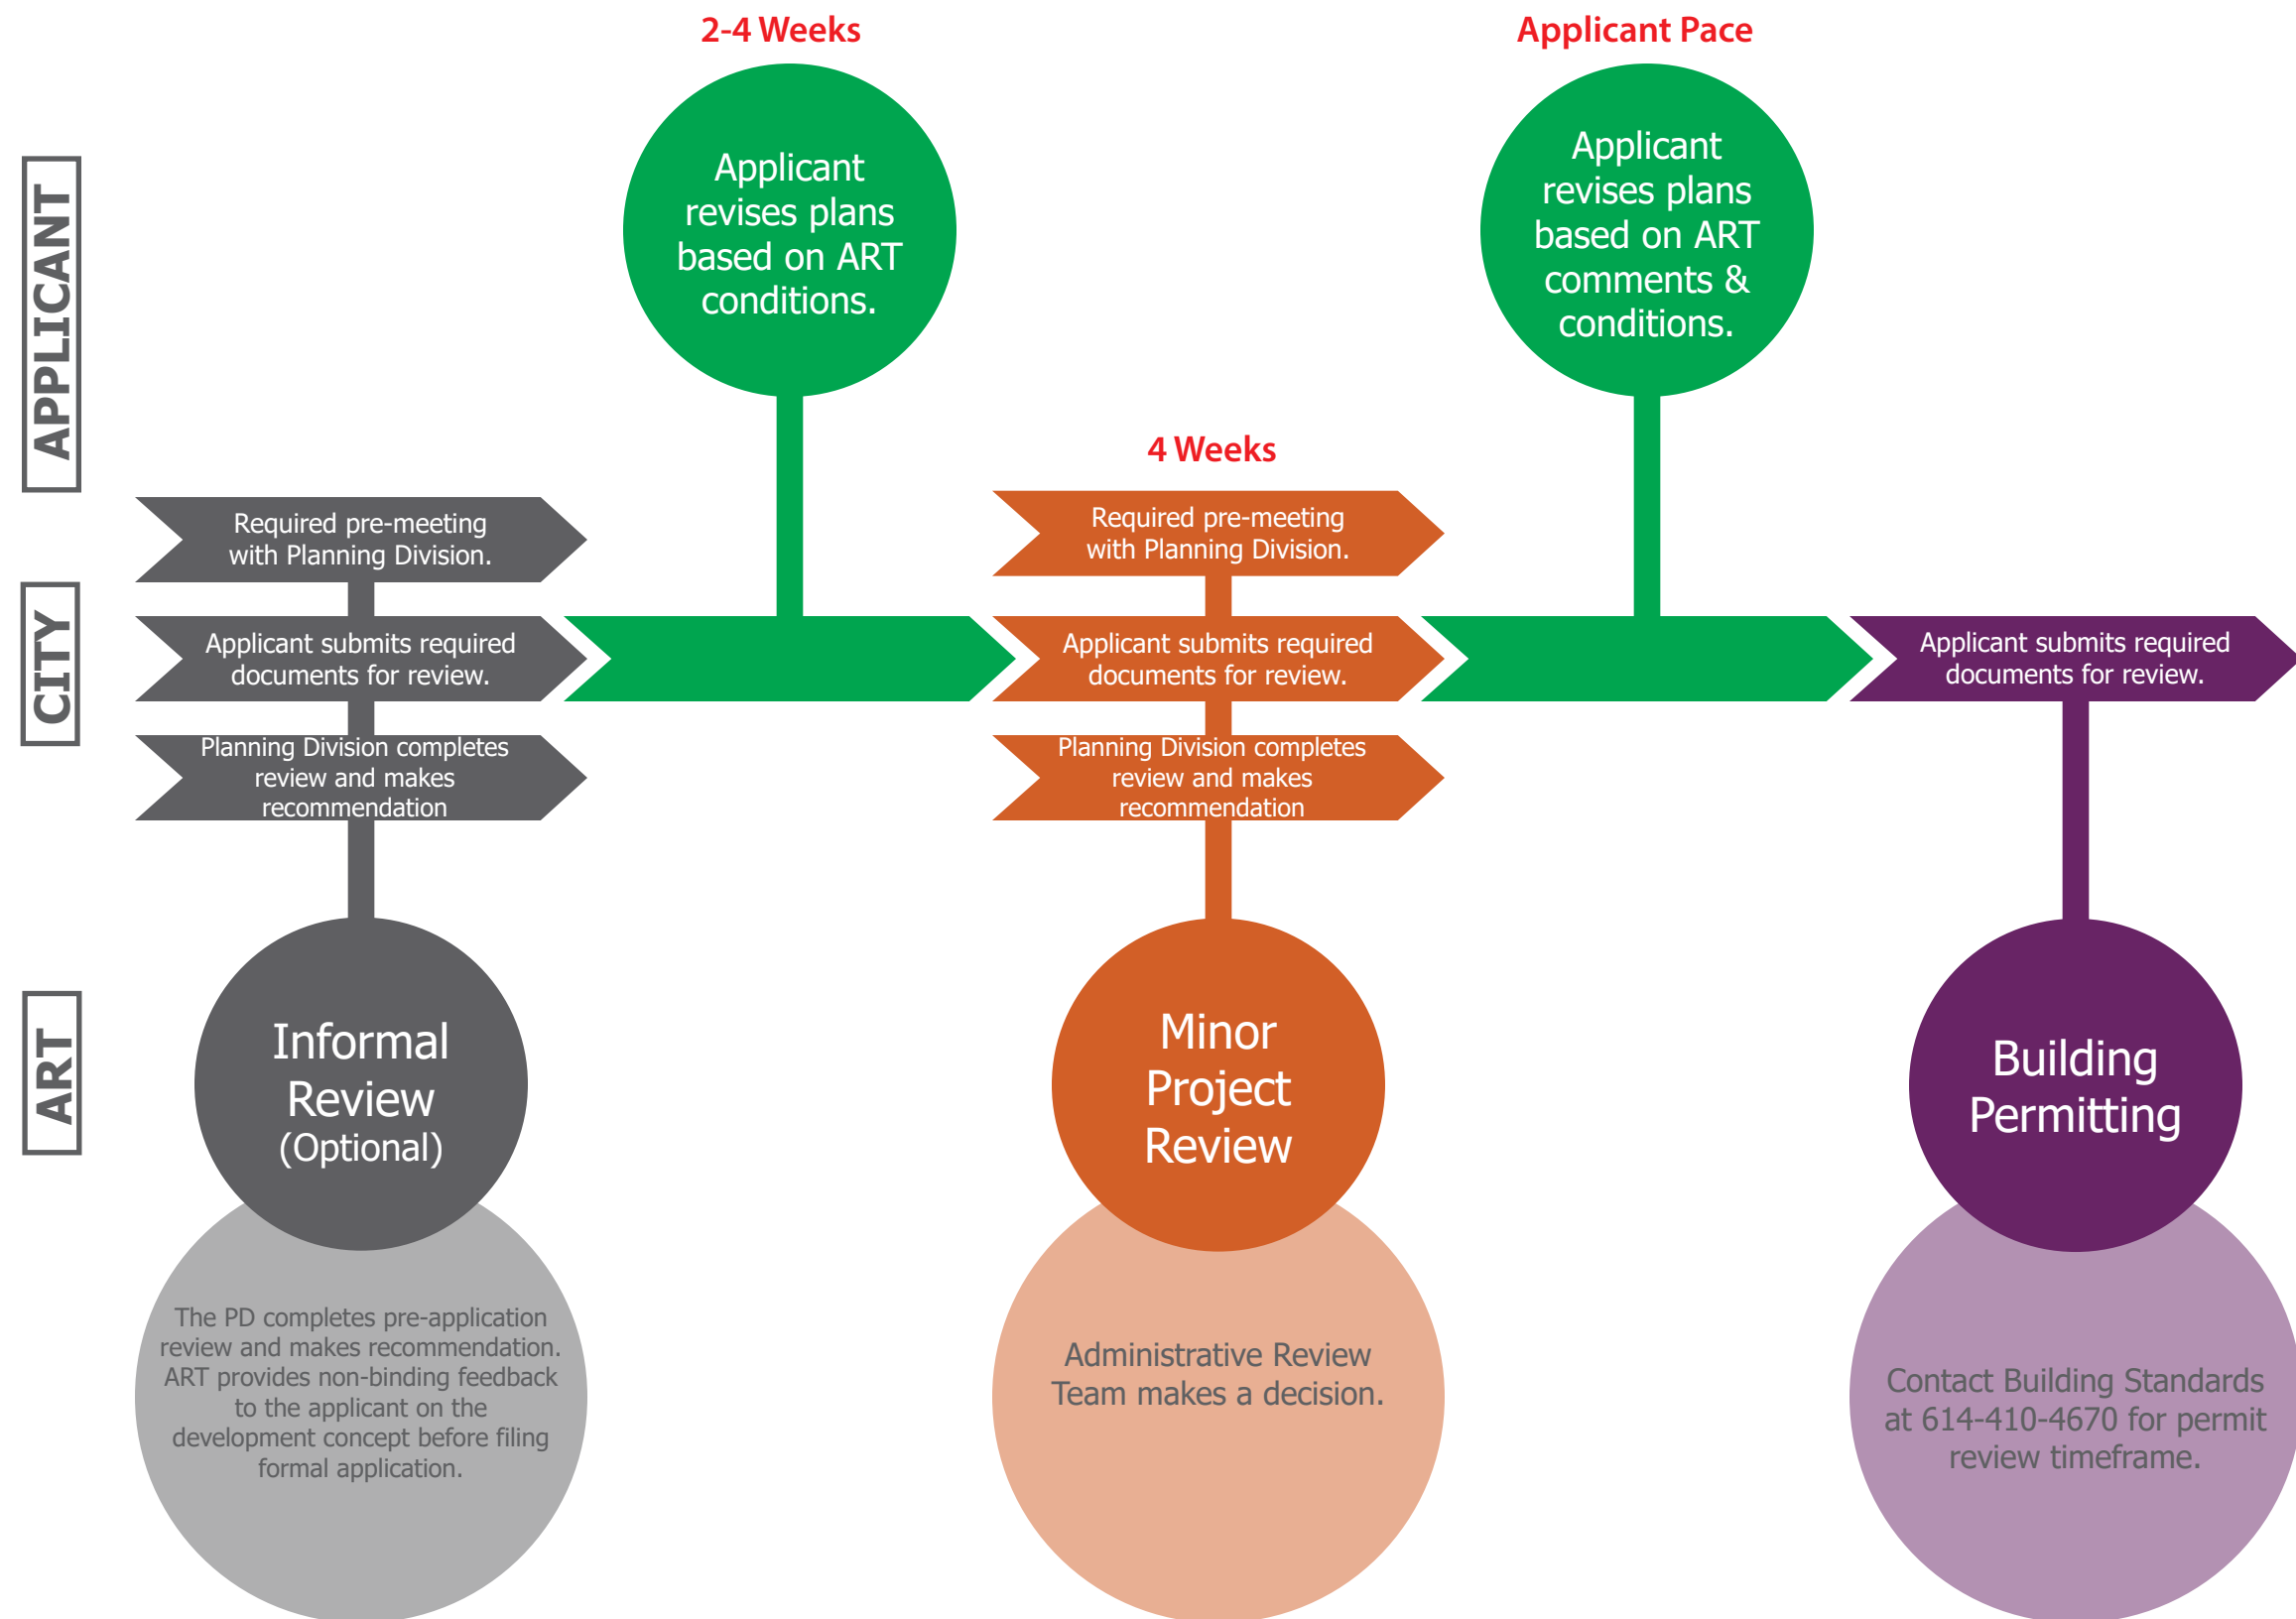 2-4 Weeks
Applicant Pace
APPLICANT
Applicant
revises plans
based on ART
conditions.
Applicant
revises plans
based on ART
comments &
conditions.
4 Weeks
CITY
Required pre-meeting
with Planning Division.
Applicant submits required
documents for review.
Planning Division completes
review and makes
recommendation
Required pre-meeting
with Planning Division.
Applicant submits required
documents for review.
Planning Division completes
review and makes
recommendation
Applicant submits required
documents for review.
ART
Informal
Review
(Optional)
The PD completes pre-application
review and makes recommendation.
ART provides non-binding feedback
to the applicant on the
development concept before filing
formal application.
Minor
Project
Review
Administrative Review
Team makes a decision.
Building
Permitting
Contact Building Standards
at 614-410-4670 for permit
review timeframe.